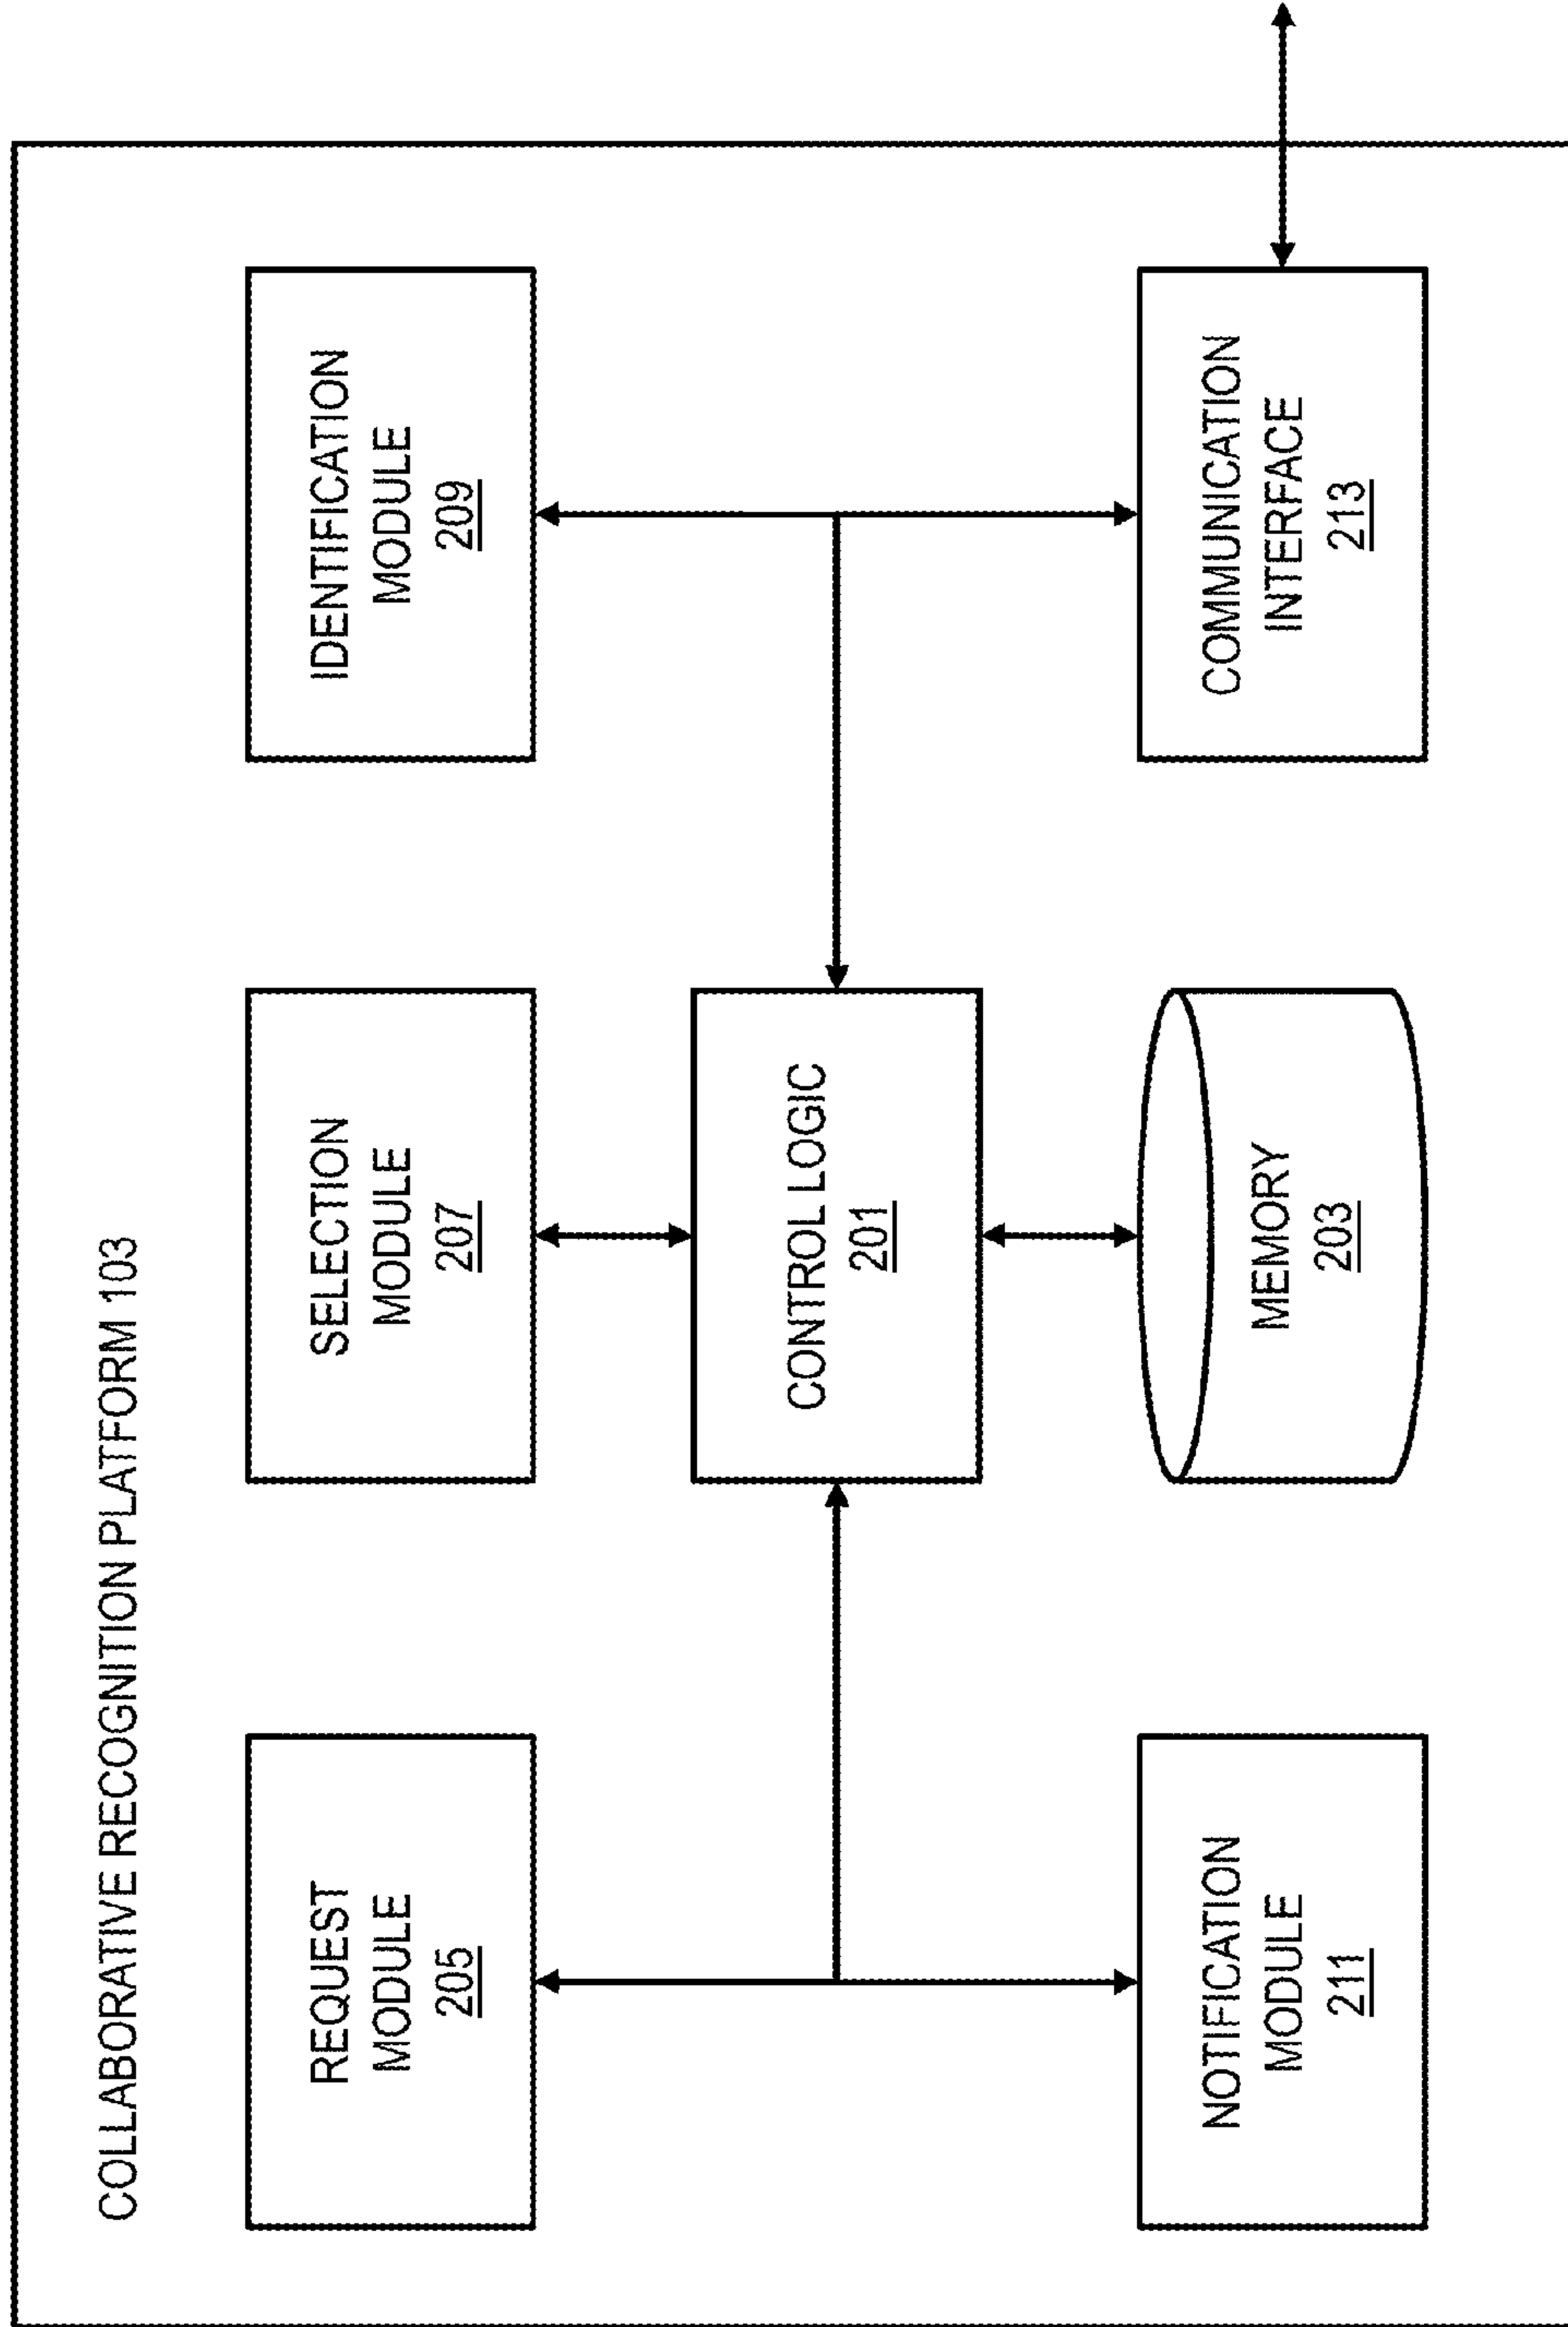 COLLABORATIVE RECOGNITION PLATFORM 103
REQUEST
MODULE
205
SELECTION
MODULE
207
IDENTIFICATION
MODULE
209
CONTROL LOGIC
201
NOTIFICATION
MODULE
211
MEMORY
203
COMMUNICATION
INTERFACE
213